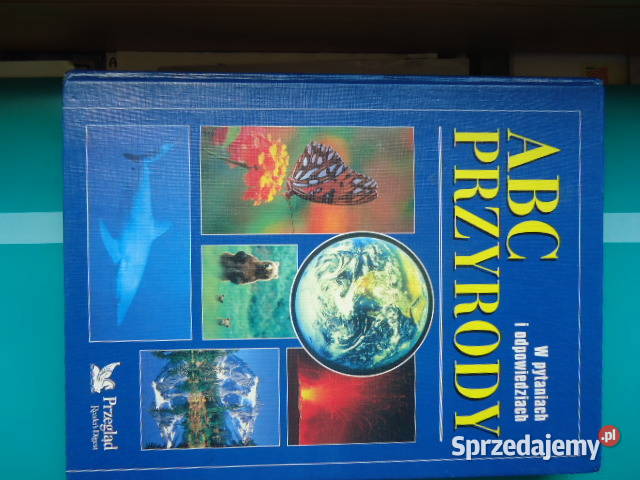 ABC
PRZYRODY
W pytaniach
i odpowiedziach
Przegląd
Reader's Digest
Sprzedajemy.pl